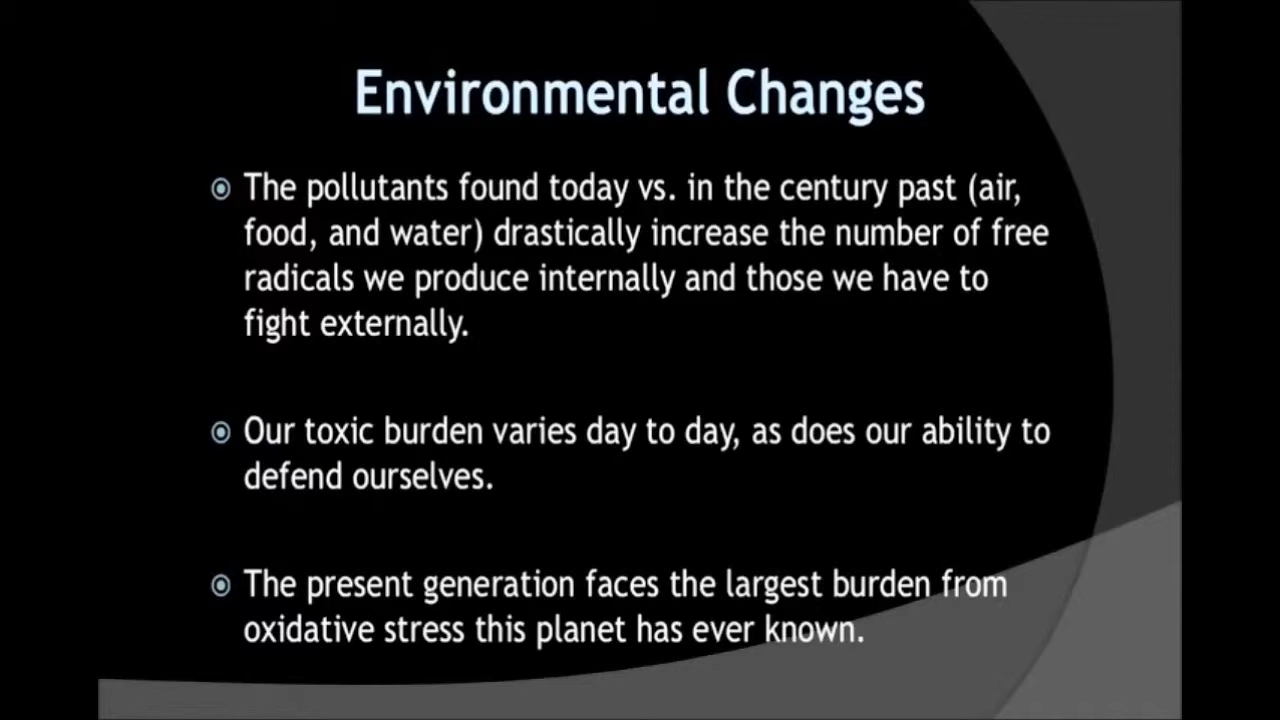 Environmental Changes
The pollutants found today vs. in the century past (air,
food, and water) drastically increase the number of free
radicals we produce internally and those we have to
fight externally.
Our toxic burden varies day to day, as does our ability to
defend ourselves.
The present generation faces the largest burden from
oxidative stress this planet has ever known.